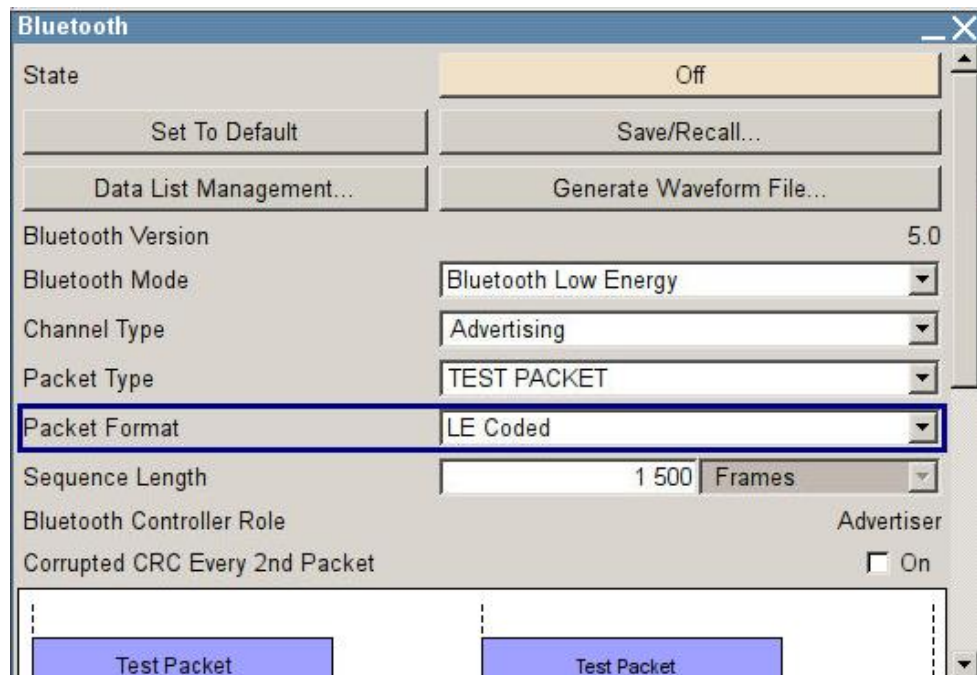 Bluetooth
State Off
Set To Default Save/Recall...
Data List Management... Generate Waveform File...
Bluetooth Version 5.0
Bluetooth Mode Bluetooth Low Energy
Channel Type Advertising
Packet Type TEST PACKET
Packet Format LE Coded
Sequence Length 1 500 Frames
Bluetooth Controller Role Advertiser
Corrupted CRC Every 2nd Packet On
Test Packet Test Packet